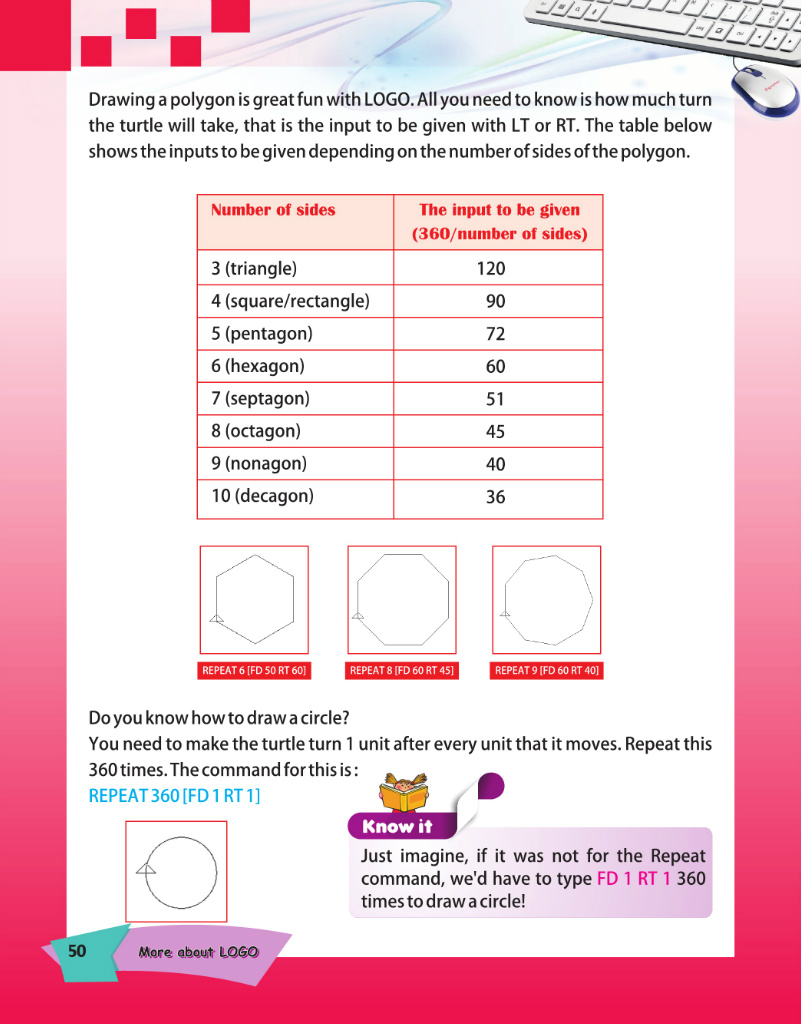 Drawing a polygon is great fun with LOGO. All you need to know is how much turn
the turtle will take, that is the input to be given with LT or RT. The table below
shows the inputs to be given depending on the number of sides of the polygon.
Number of sides The input to be given
(360/number of sides)
3 (triangle) 120
4 (square/rectangle) 90
5 (pentagon) 72
6 (hexagon) 60
7 (septagon) 51
8 (octagon) 45
9 (nonagon) 40
10 (decagon) 36
REPEAT 6 [FD 50 RT 60] REPEAT 8 [FD 60 RT 45] REPEAT 9 [FD 60 RT 40]
Do you know how to draw a circle?
You need to make the turtle turn 1 unit after every unit that it moves. Repeat this
360 times. The command for this is :
REPEAT 360 [FD 1 RT 1]
Know it
Just imagine, if it was not for the Repeat
command, we'd have to type FD 1 RT 1 360
times to draw a circle!
50 More about LOGO